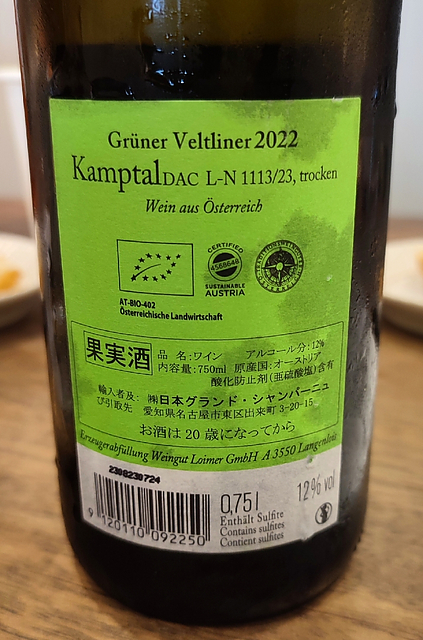 Grüner Veltliner 2022
Kamptal DAC L-N 1113/23, trocken
Wein aus Österreich
CERTIFIED
4568646
SUSTAINABLE
AUSTRIA
AT-BIO-402
Österreichische Landwirtschaft
果実酒
品 名:ワイン アルコール分:12%
内容量:750ml 原産国:オーストリア
酸化防止剤(亜硫酸塩)含有
輸入者及び引取先 : ㈱日本グランド・シャンパーニュ
愛知県名古屋市東区出来町 3-20-15
お酒は 20 歳になってから
Erzeugerabfüllung Weingut Loimer GmbH A 3550 Langenlois
2308230724
9 120110 092250
0,75 l
12% vol
Enthält Sulfite
Contains sulfites
Contient sulfites